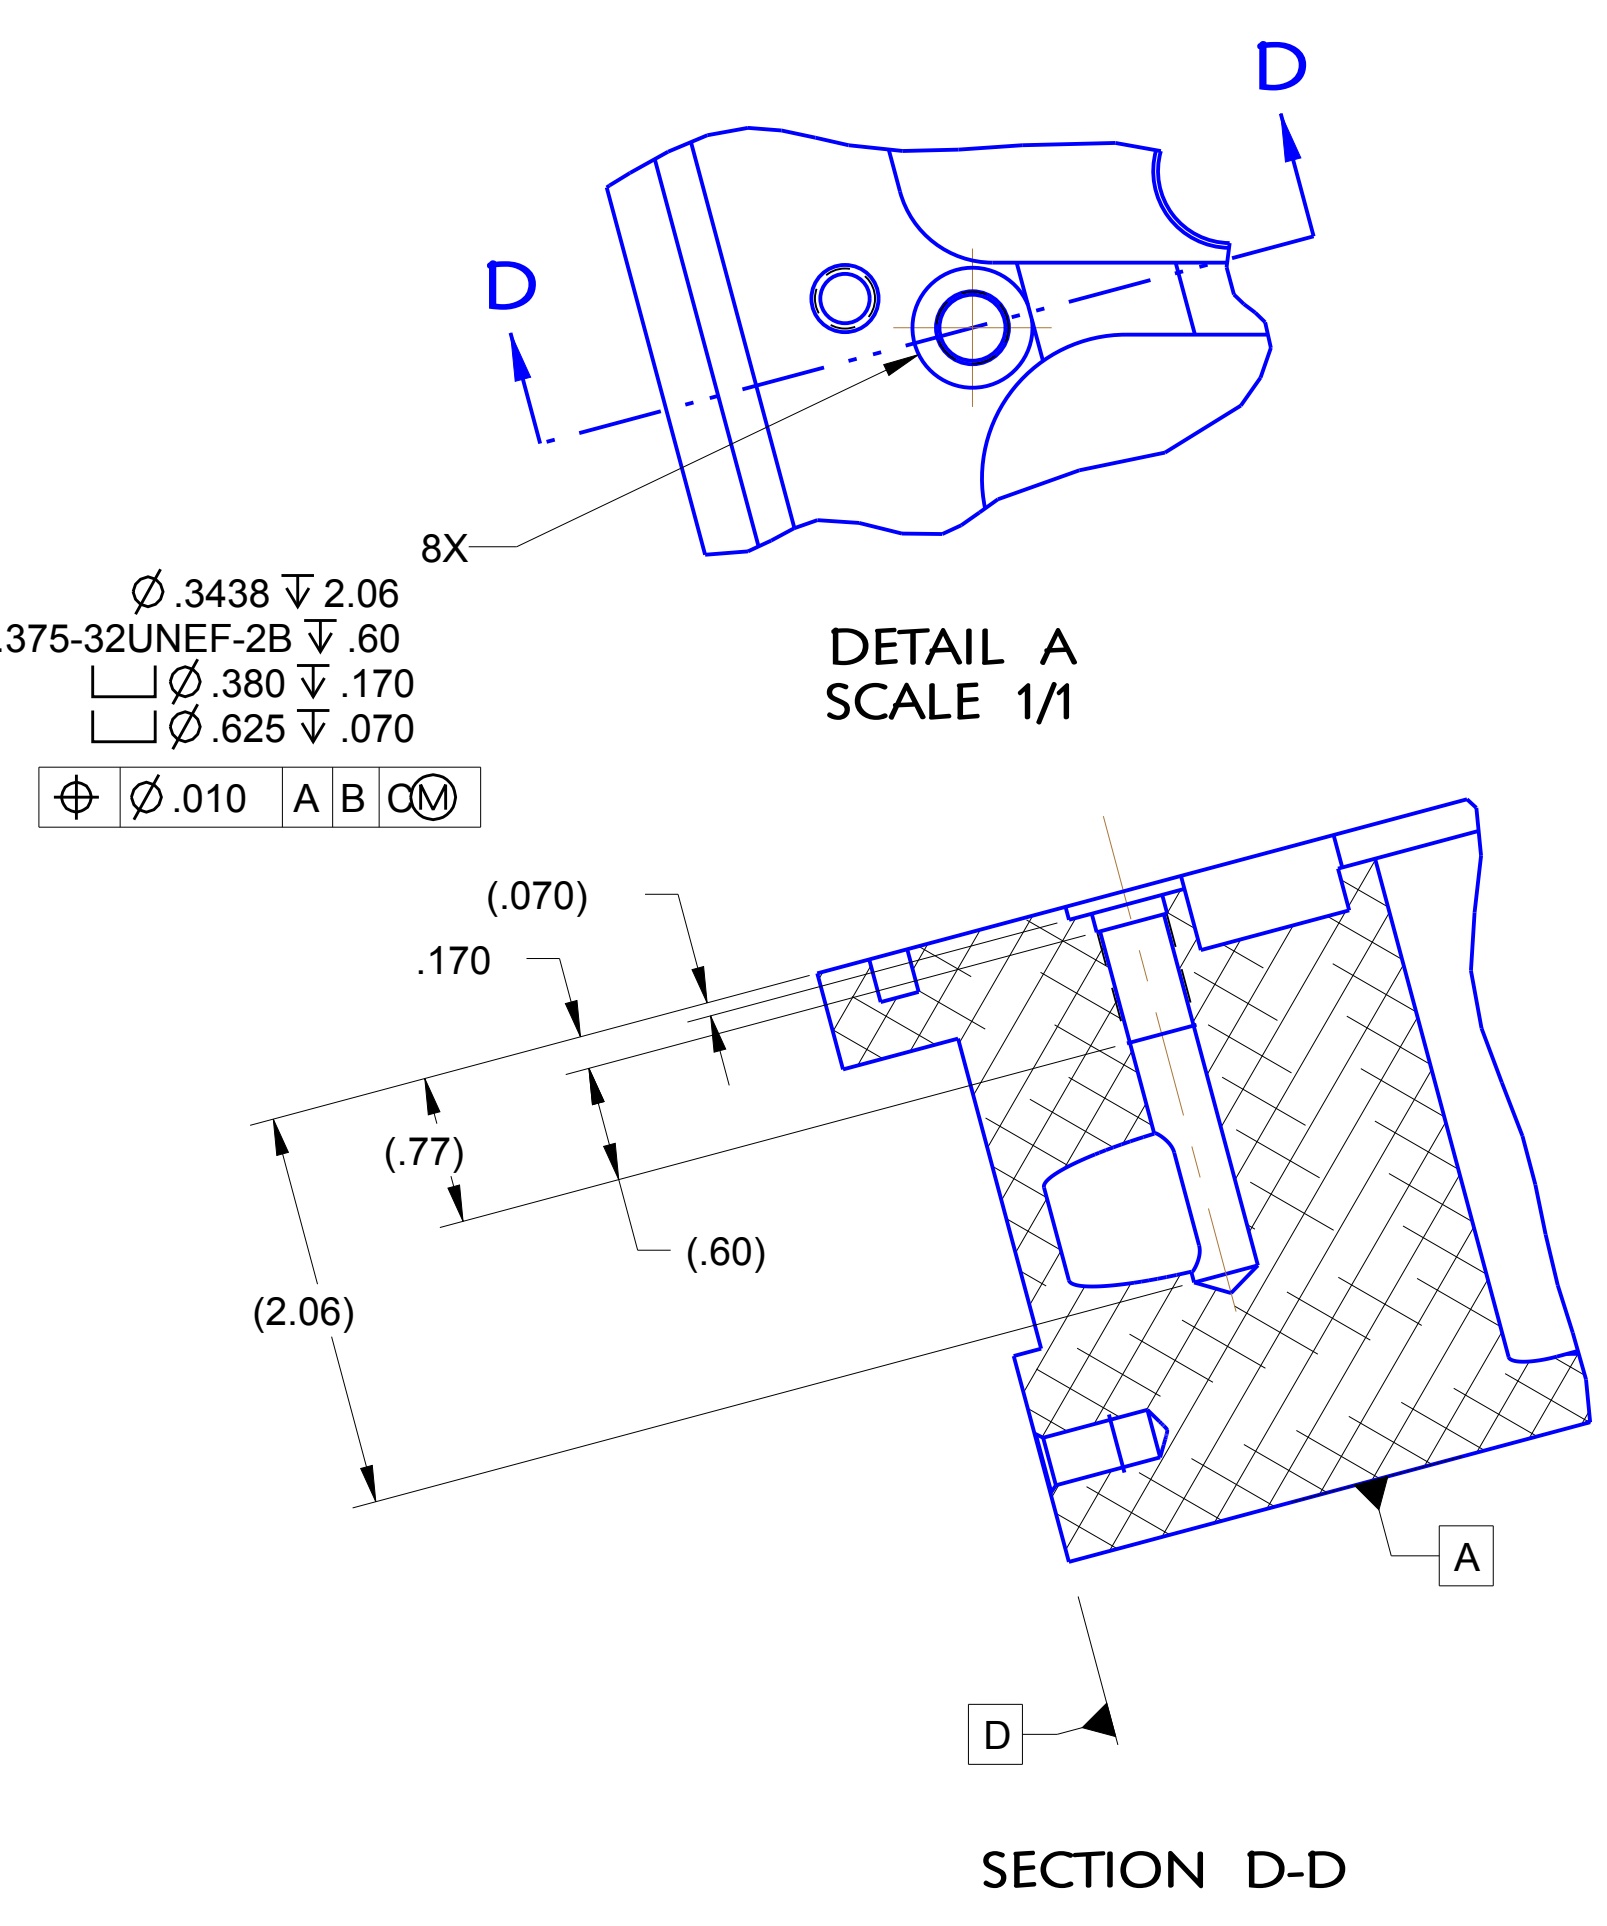 D
D
8X
⌀ .3438 ↧ 2.06
.375-32UNEF-2B ↧ .60
⌴ ⌀ .380 ↧ .170
⌴ ⌀ .625 ↧ .070
⌖ ⌀ .010 A B C Ⓜ
DETAIL A
SCALE 1/1
(.070)
.170
(.77)
(.60)
(2.06)
A
D
SECTION D-D